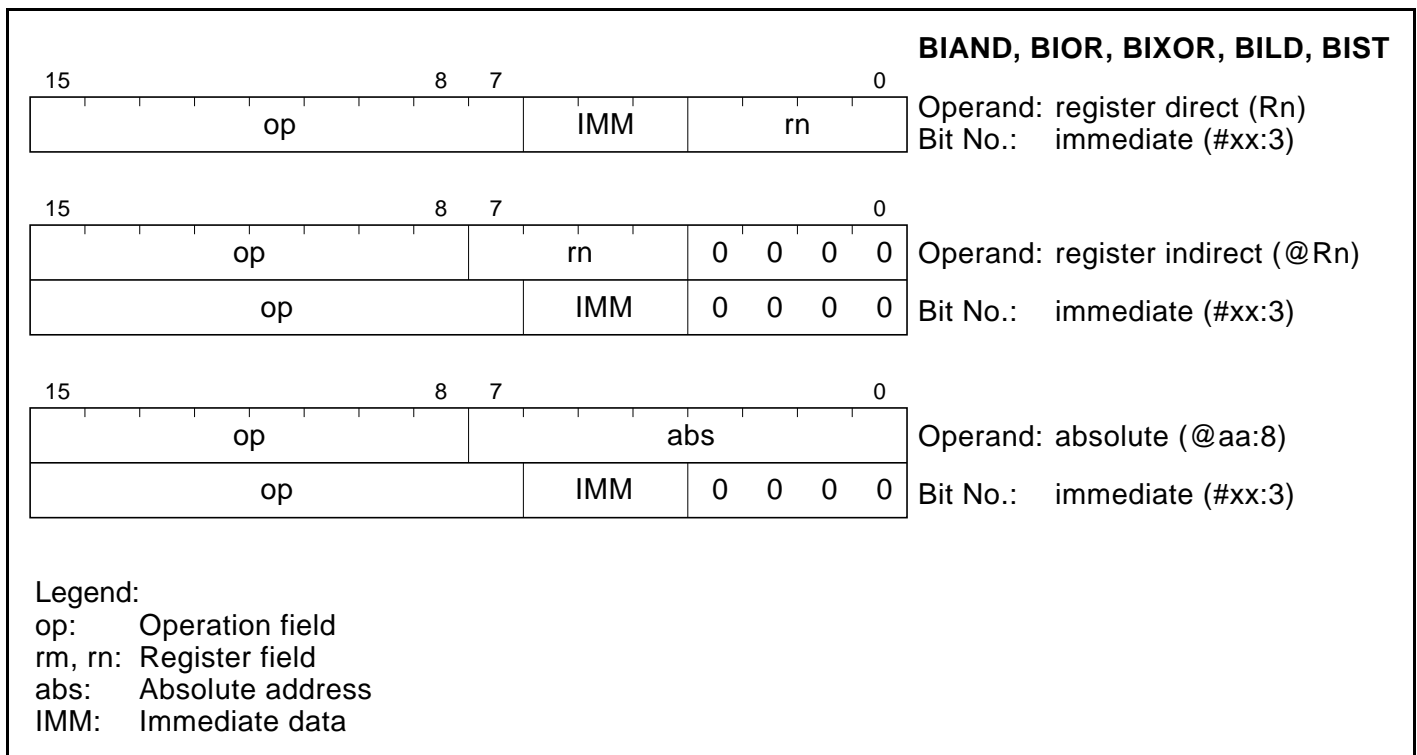 BIAND, BIOR, BIXOR, BILD, BIST
15 8 7 0
op IMM rn
Operand: register direct (Rn)
Bit No.: immediate (#xx:3)
15 8 7 0
op rn 0 0 0 0 Operand: register indirect (@Rn)
op IMM 0 0 0 0 Bit No.: immediate (#xx:3)
15 8 7 0
op abs Operand: absolute (@aa:8)
op IMM 0 0 0 0 Bit No.: immediate (#xx:3)
Legend:
op: Operation field
rm, rn: Register field
abs: Absolute address
IMM: Immediate data